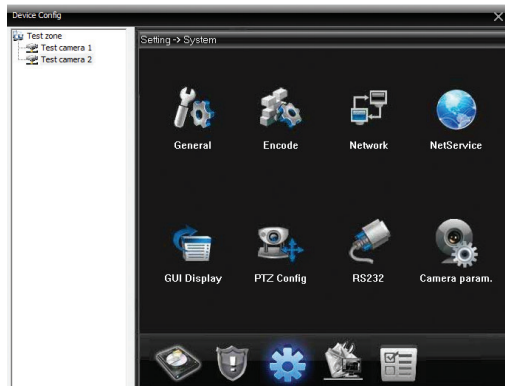 Device Config
Test zone
Test camera 1
Test camera 2
Setting -> System
General
Encode
Network
NetService
GUI Display
PTZ Config
RS232
Camera param.